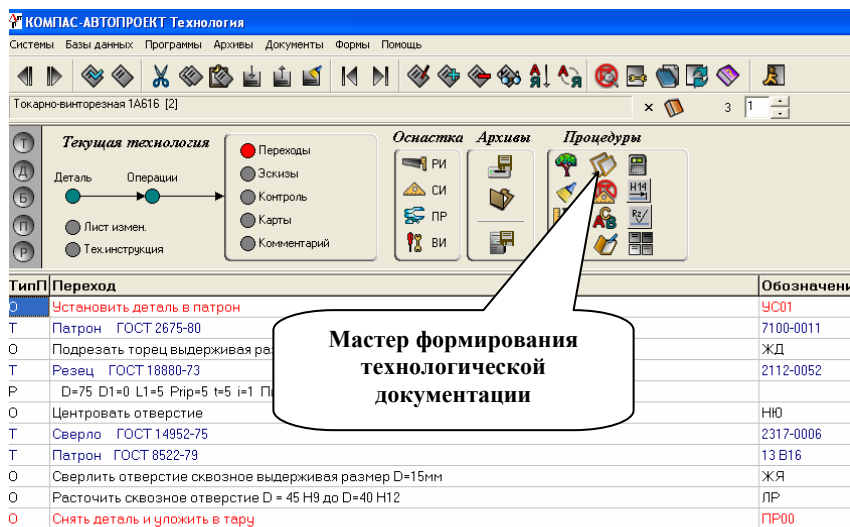 КОМПАС-АВТОПРОЕКТ Технология
Системы Базы данных Программы Архивы Документы Формы Помощь
Токарно-винторезная 1А616 [2] 3 1
Т Текущая технология Переходы Оснастка Архивы Процедуры
Д Деталь Операции Эскизы РИ
Б Контроль СИ H14
П Лист измен. Карты ПР Rz
Р Тех.инструкция Комментарий ВИ
ТипП Переход Обозначени
О Установить деталь в патрон УС01
Т Патрон ГОСТ 2675-80 7100-0011
О Подрезать торец выдерживая ЖД
Т Резец ГОСТ 18880-73 2112-0052
Р D=75 D1=0 L1=5 Prip=5 t=5 i=1
О Центровать отверстие НЮ
Т Сверло ГОСТ 14952-75 2317-0006
Т Патрон ГОСТ 8522-79 13 В16
О Сверлить отверстие сквозное выдерживая размер D=15мм ЖЯ
О Расточить сквозное отверстие D = 45 H9 до D=40 H12 ЛР
О Снять деталь и уложить в тару ПР00
Мастер формирования
технологической
документации